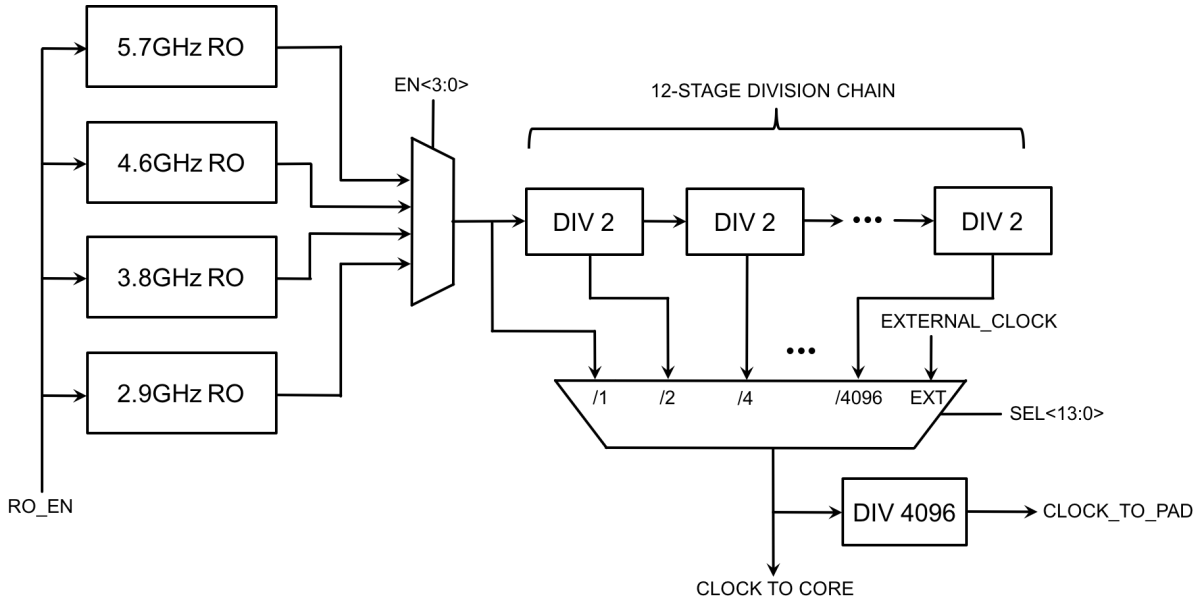 5.7GHz RO
EN<3:0>
12-STAGE DIVISION CHAIN
4.6GHz RO
DIV 2
DIV 2
•••
DIV 2
3.8GHz RO
EXTERNAL_CLOCK
•••
2.9GHz RO
/1
/2
/4
/4096
EXT
SEL<13:0>
RO_EN
DIV 4096
CLOCK_TO_PAD
CLOCK TO CORE